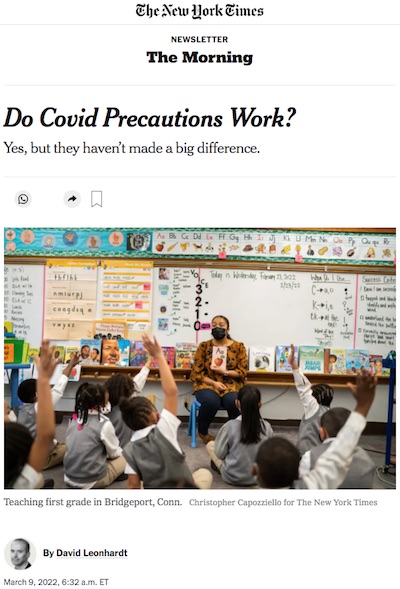 The New York Times
NEWSLETTER
The Morning
Do Covid Precautions Work?
Yes, but they haven't made a big difference.
Aa Bb Cc Dd Ee Ff Gg Hh Ii Jj Kk Ll Mm Nn Oo Pp Qq Rr
Today is Wednesday, February 23, 2022
Success Criteria
3
2
1
0
Teaching first grade in Bridgeport, Conn. Christopher Capozziello for The New York Times
By David Leonhardt
March 9, 2022, 6:32 a.m. ET